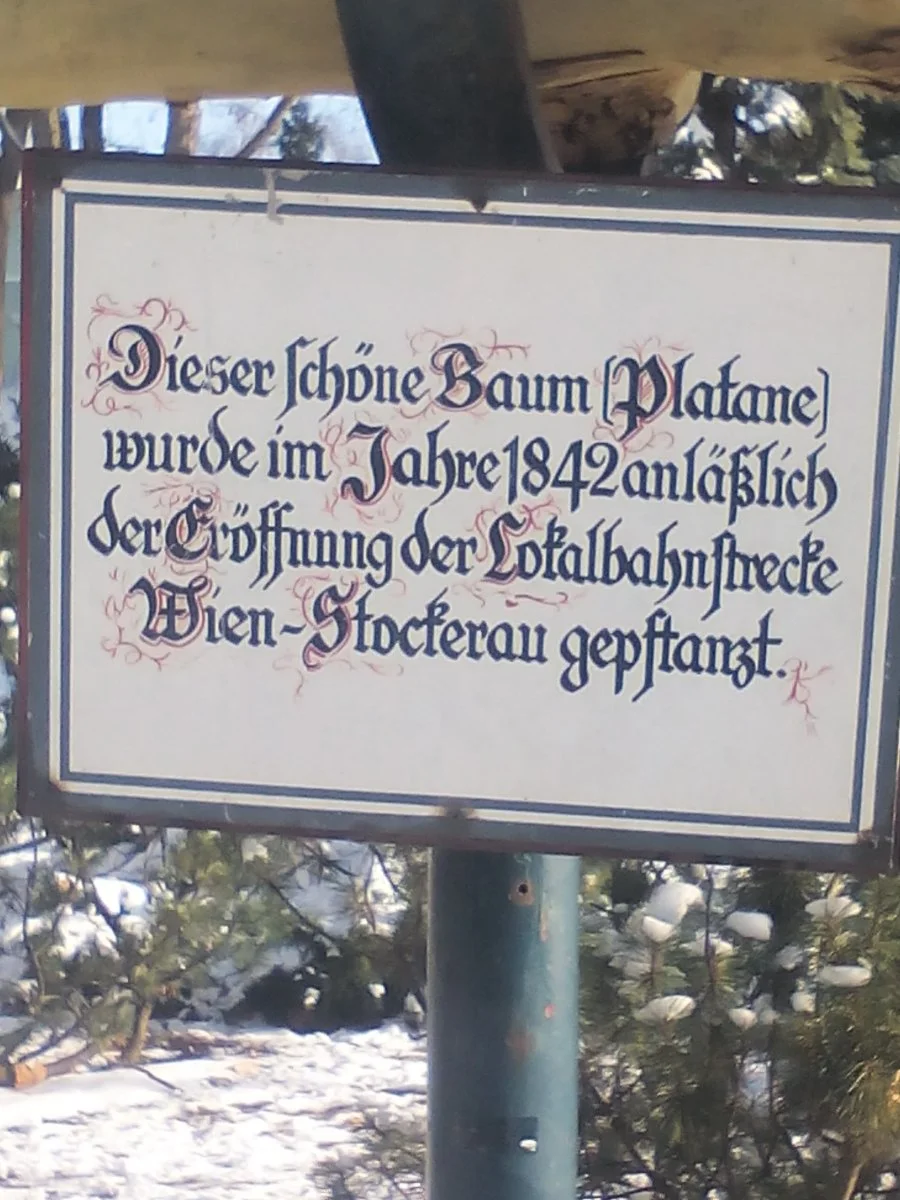 Dieser schöne Baum (Platane)
wurde im Jahre 1842 anläßlich
der Eröffnung der Lokalbahnstrecke
Wien-Stockerau gepflanzt.